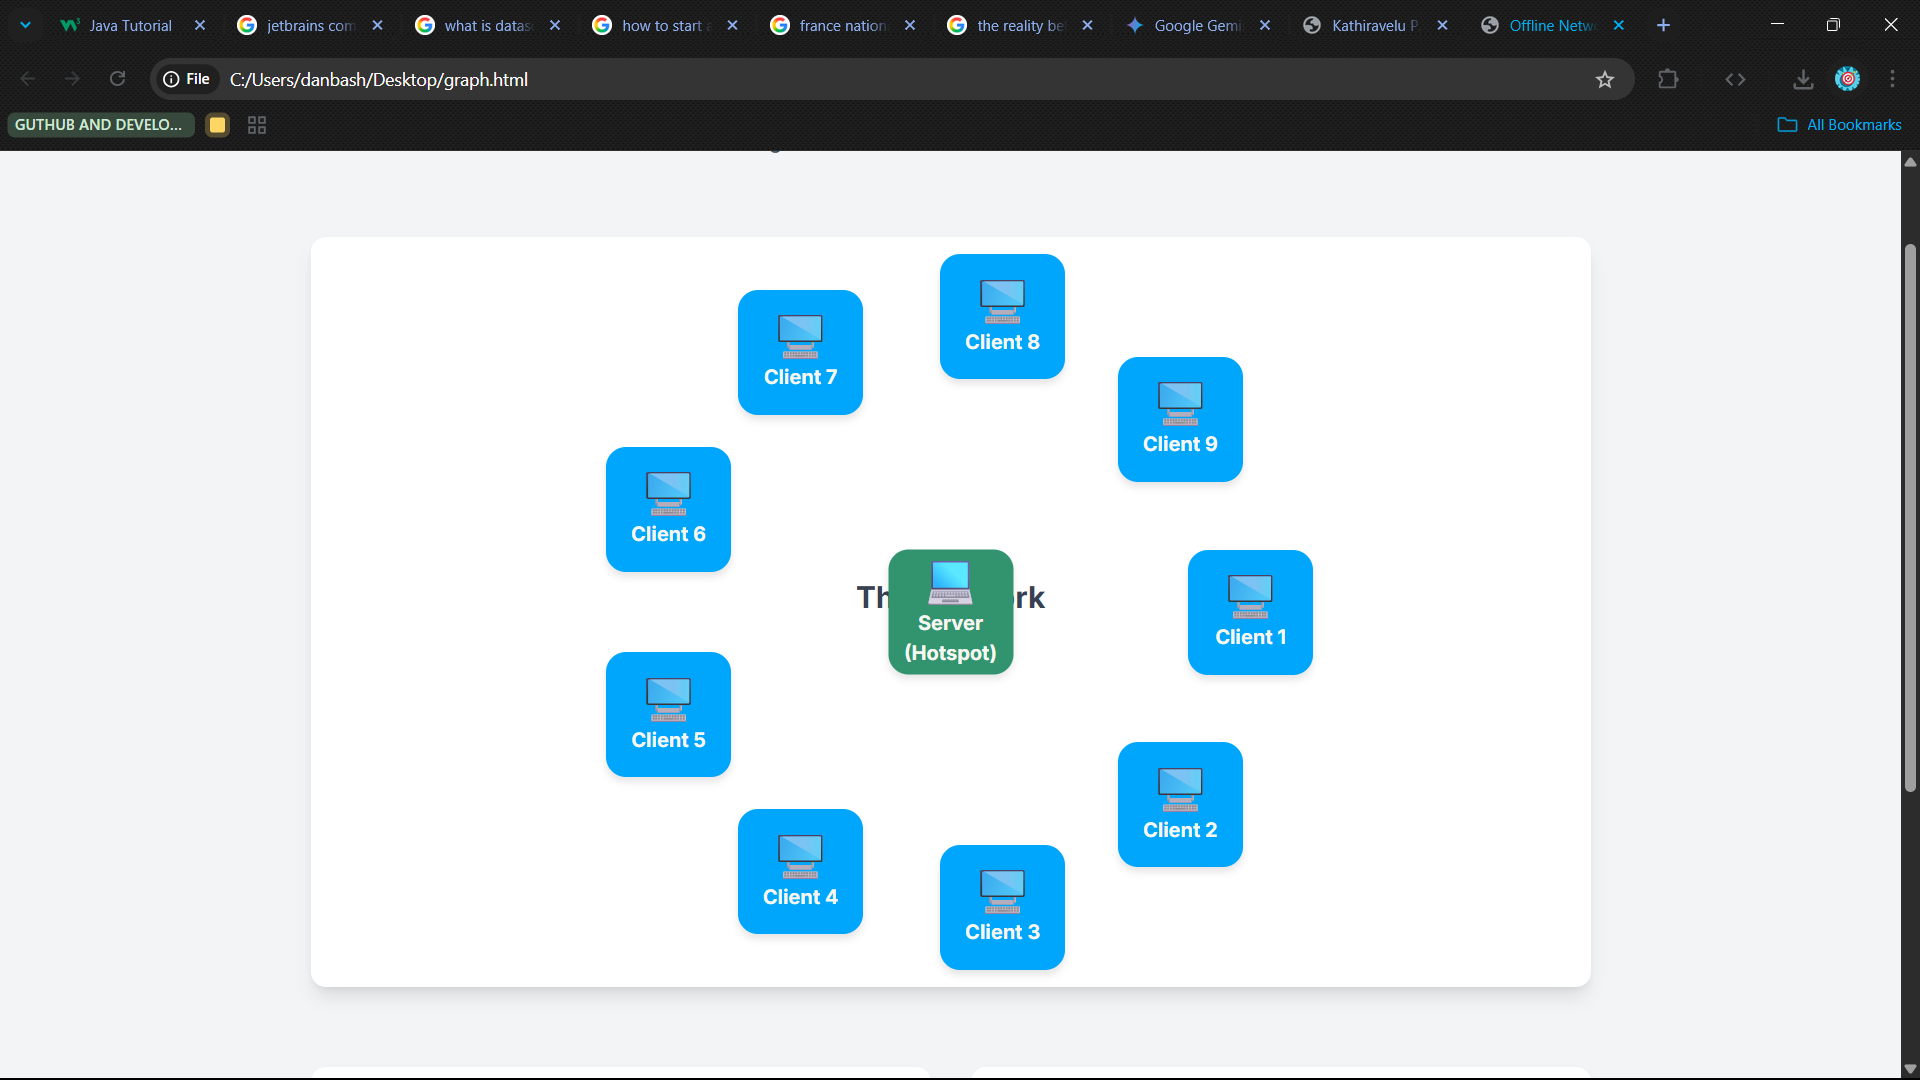 Java Tutorial
jetbrains com
what is datas
how to start a
france nation
the reality be
Google Gemi
Kathiravelu P
Offline Netw
File
C:/Users/danbash/Desktop/graph.html
GUTHUB AND DEVELO...
All Bookmarks
Client 8
Client 7
Client 9
Client 6
Th
rk
Server
(Hotspot)
Client 1
Client 5
Client 2
Client 4
Client 3